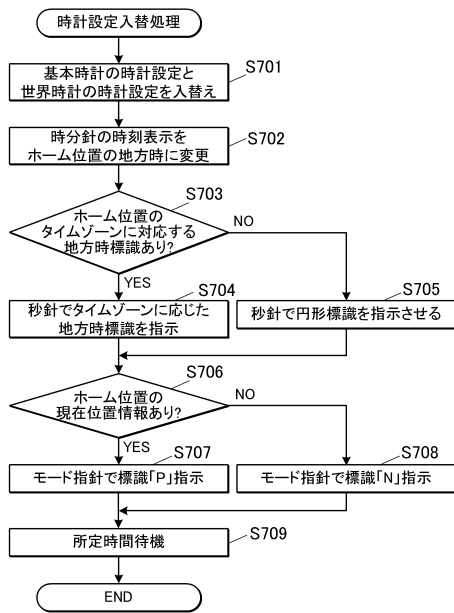 時計設定入替処理
基本時計の時計設定と
世界時計の時計設定を入替え
S701
時分針の時刻表示を
ホーム位置の地方時に変更
S702
S703
ホーム位置の
タイムゾーンに対応する
地方時標識あり?
NO
YES
S704
秒針でタイムゾーンに応じた
地方時標識を指示
S705
秒針で円形標識を指示させる
S706
ホーム位置の
現在位置情報あり?
NO
YES
S707
モード指針で標識「P」指示
S708
モード指針で標識「N」指示
所定時間待機
S709
END